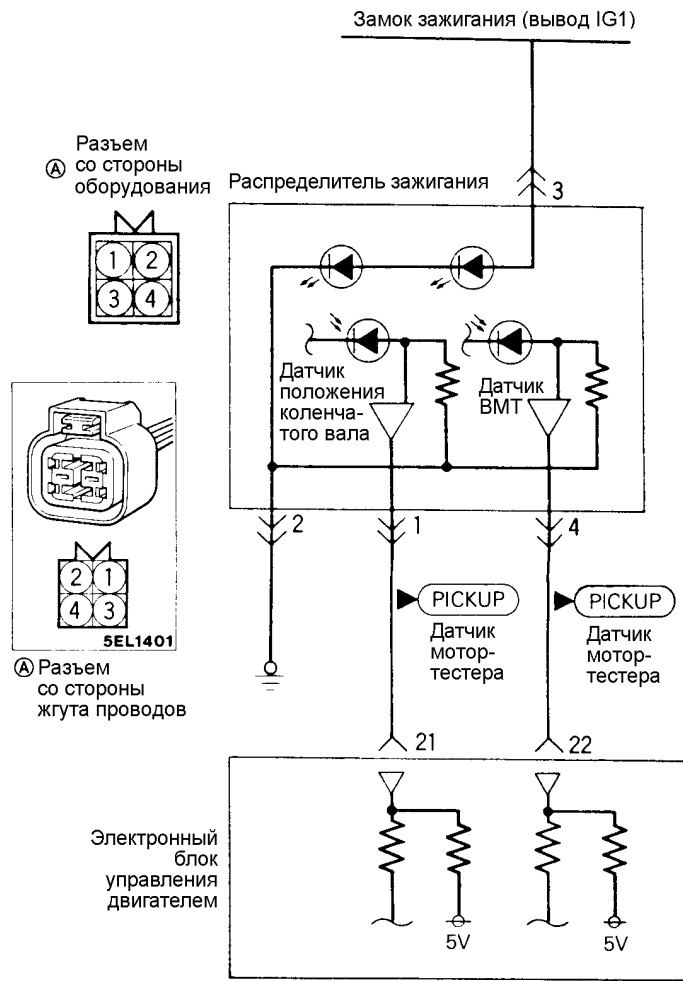 Замок зажигания (вывод IG1)
Разъем
Ⓐ со стороны
оборудования
Распределитель зажигания
3
1 2
3 4
Датчик
положения
коленча-
того вала
Датчик
ВМТ
2
1
4
2 1
4 3
5EL1401
Ⓐ Разъем
со стороны
жгута проводов
PICKUP
Датчик
мотор-
тестера
PICKUP
Датчик
мотор-
тестера
21
22
Электронный
блок
управления
двигателем
5V
5V